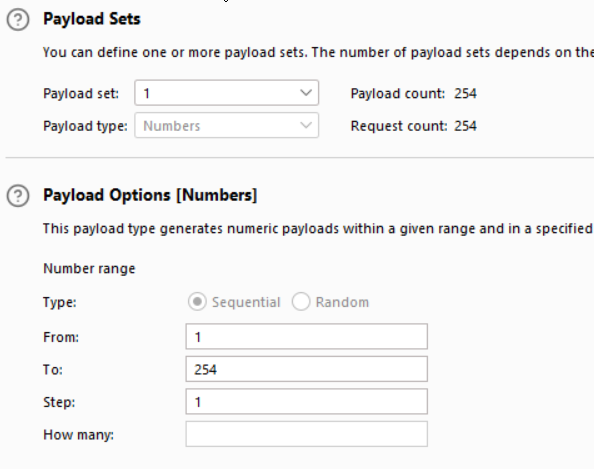 Payload Sets
You can define one or more payload sets. The number of payload sets depends on the
Payload set: 1 Payload count: 254
Payload type: Numbers Request count: 254
Payload Options [Numbers]
This payload type generates numeric payloads within a given range and in a specified
Number range
Type: Sequential Random
From: 1
To: 254
Step: 1
How many: